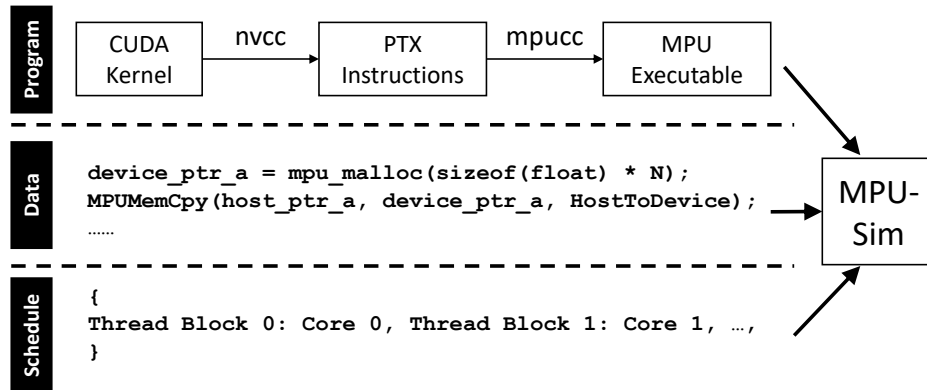 Program
CUDA
Kernel
nvcc
PTX
Instructions
mpucc
MPU
Executable
Data
device_ptr_a = mpu_malloc(sizeof(float) * N);
MPUMemCpy(host_ptr_a, device_ptr_a, HostToDevice);
……
MPU-
Sim
Schedule
{
Thread Block 0: Core 0, Thread Block 1: Core 1, …,
}